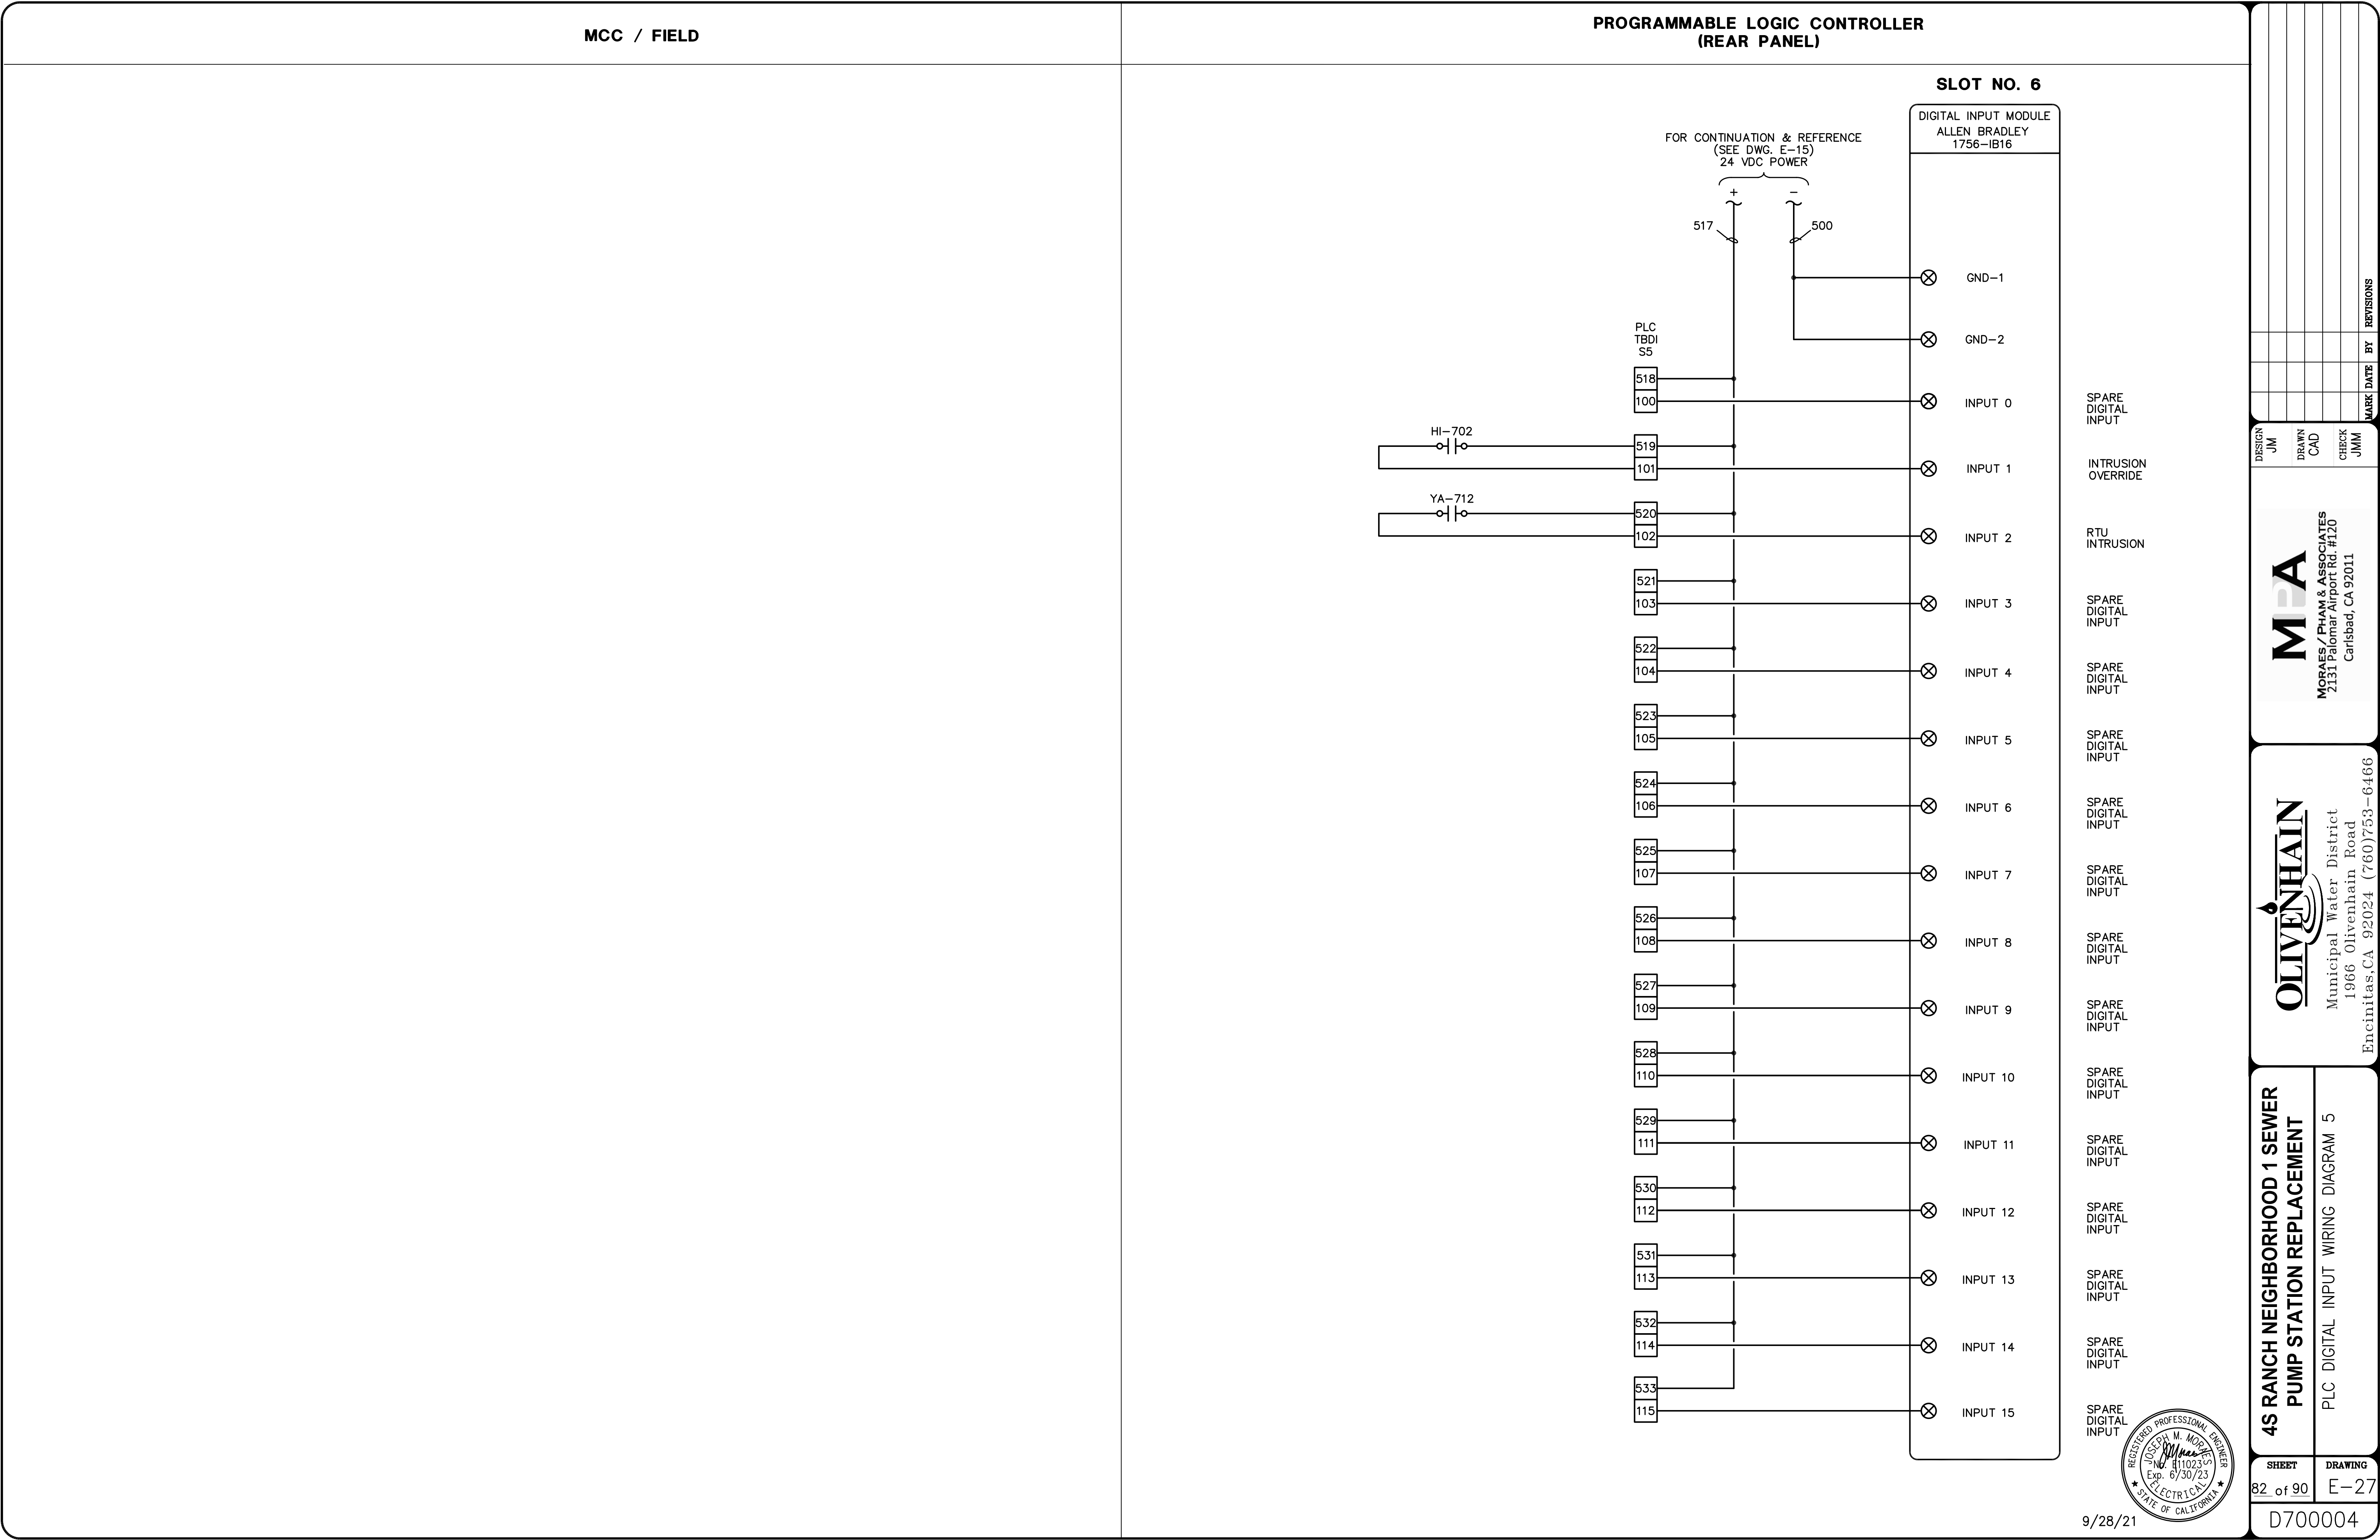 MCC / FIELD
PROGRAMMABLE LOGIC CONTROLLER
(REAR PANEL)
SLOT NO. 6
DIGITAL INPUT MODULE
ALLEN BRADLEY
1756-IB16
FOR CONTINUATION & REFERENCE
(SEE DWG. E-15)
24 VDC POWER
+ -
517 500
GND-1
GND-2
PLC
TBDI
S5
518
100 INPUT 0
SPARE
DIGITAL
INPUT
HI-702
519
101 INPUT 1
INTRUSION
OVERRIDE
YA-712
520
102 INPUT 2
RTU
INTRUSION
521
103 INPUT 3
SPARE
DIGITAL
INPUT
522
104 INPUT 4
SPARE
DIGITAL
INPUT
523
105 INPUT 5
SPARE
DIGITAL
INPUT
524
106 INPUT 6
SPARE
DIGITAL
INPUT
525
107 INPUT 7
SPARE
DIGITAL
INPUT
526
108 INPUT 8
SPARE
DIGITAL
INPUT
527
109 INPUT 9
SPARE
DIGITAL
INPUT
528
110 INPUT 10
SPARE
DIGITAL
INPUT
529
111 INPUT 11
SPARE
DIGITAL
INPUT
530
112 INPUT 12
SPARE
DIGITAL
INPUT
531
113 INPUT 13
SPARE
DIGITAL
INPUT
532
114 INPUT 14
SPARE
DIGITAL
INPUT
533
115 INPUT 15
SPARE
DIGITAL
INPUT
REGISTERED PROFESSIONAL ENGINEER
JOSEPH M. MORAES
No. E11023
Exp. 6/30/23
ELECTRICAL
STATE OF CALIFORNIA
9/28/21
MARK DATE BY REVISIONS
DESIGN
JM
DRAWN
CAD
CHECK
JMM
MPA
MORAES/PHAM & ASSOCIATES
2131 Palomar Airport Rd. #120
Carlsbad, CA 92011
OLIVENHAIN
Municipal Water District
1966 Olivenhain Road
Encinitas,CA 92024 (760)753-6466
4S RANCH NEIGHBORHOOD 1 SEWER
PUMP STATION REPLACEMENT
PLC DIGITAL INPUT WIRING DIAGRAM 5
SHEET
82 of 90
DRAWING
E-27
D700004